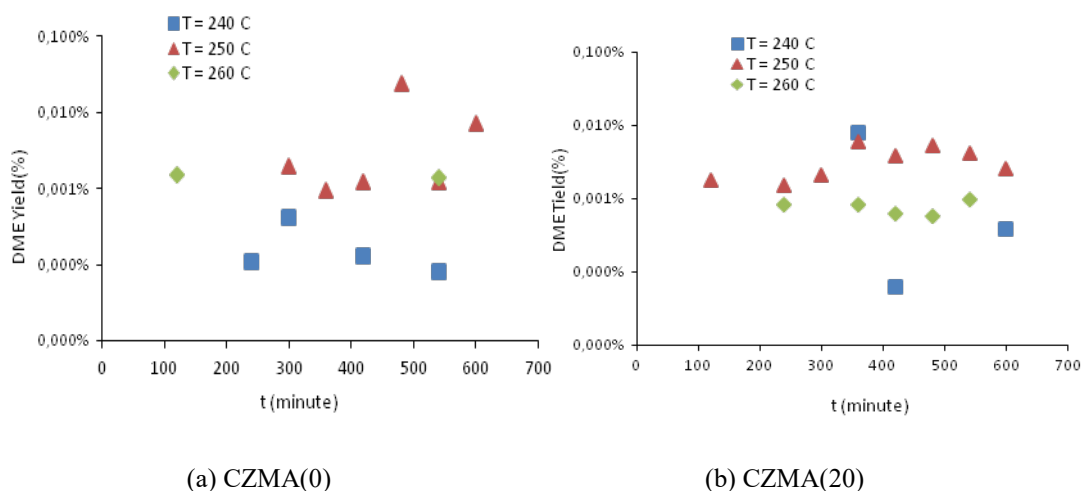 T = 240 C
T = 250 C
T = 260 C
0,100%
0,010%
0,001%
0,000%
0,000%
DME Yield(%)
0 100 200 300 400 500 600 700
t (minute)
(a) CZMA(0)
T = 240 C
T = 250 C
T = 260 C
0,100%
0,010%
0,001%
0,000%
0,000%
DME Tield(%)
0 100 200 300 400 500 600 700
t (minute)
(b) CZMA(20)